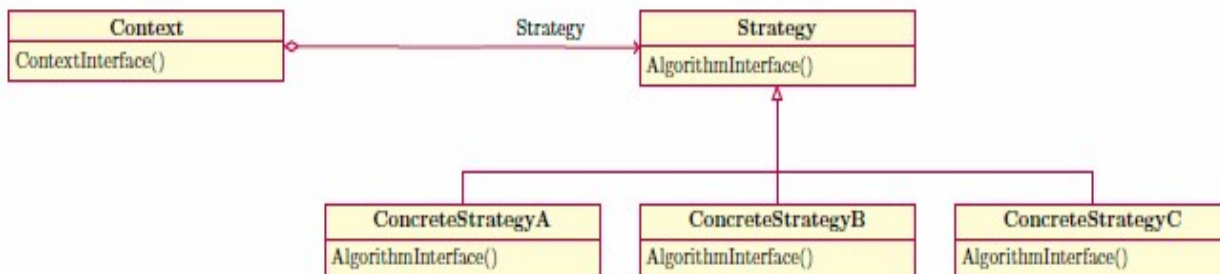 Context
ContextInterface()
Strategy
Strategy
AlgorithmInterface()
ConcreteStrategyA
AlgorithmInterface()
ConcreteStrategyB
AlgorithmInterface()
ConcreteStrategyC
AlgorithmInterface()